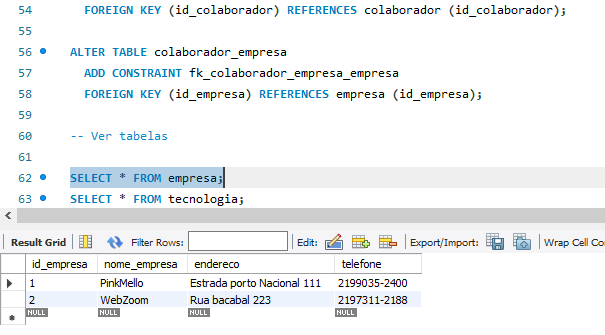 54 FOREIGN KEY (id_colaborador) REFERENCES colaborador (id_colaborador);
55
56 ALTER TABLE colaborador_empresa
57 ADD CONSTRAINT fk_colaborador_empresa_empresa
58 FOREIGN KEY (id_empresa) REFERENCES empresa (id_empresa);
59
60 -- Ver tabelas
61
62 SELECT * FROM empresa;
63 SELECT * FROM tecnologia;
Result Grid Filter Rows: Edit: Export/Import: Wrap Cell Co
id_empresa nome_empresa endereco telefone
1 PinkMello Estrada porto Nacional 111 2199035-2400
2 WebZoom Rua bacabal 223 2197311-2188
NULL NULL NULL NULL